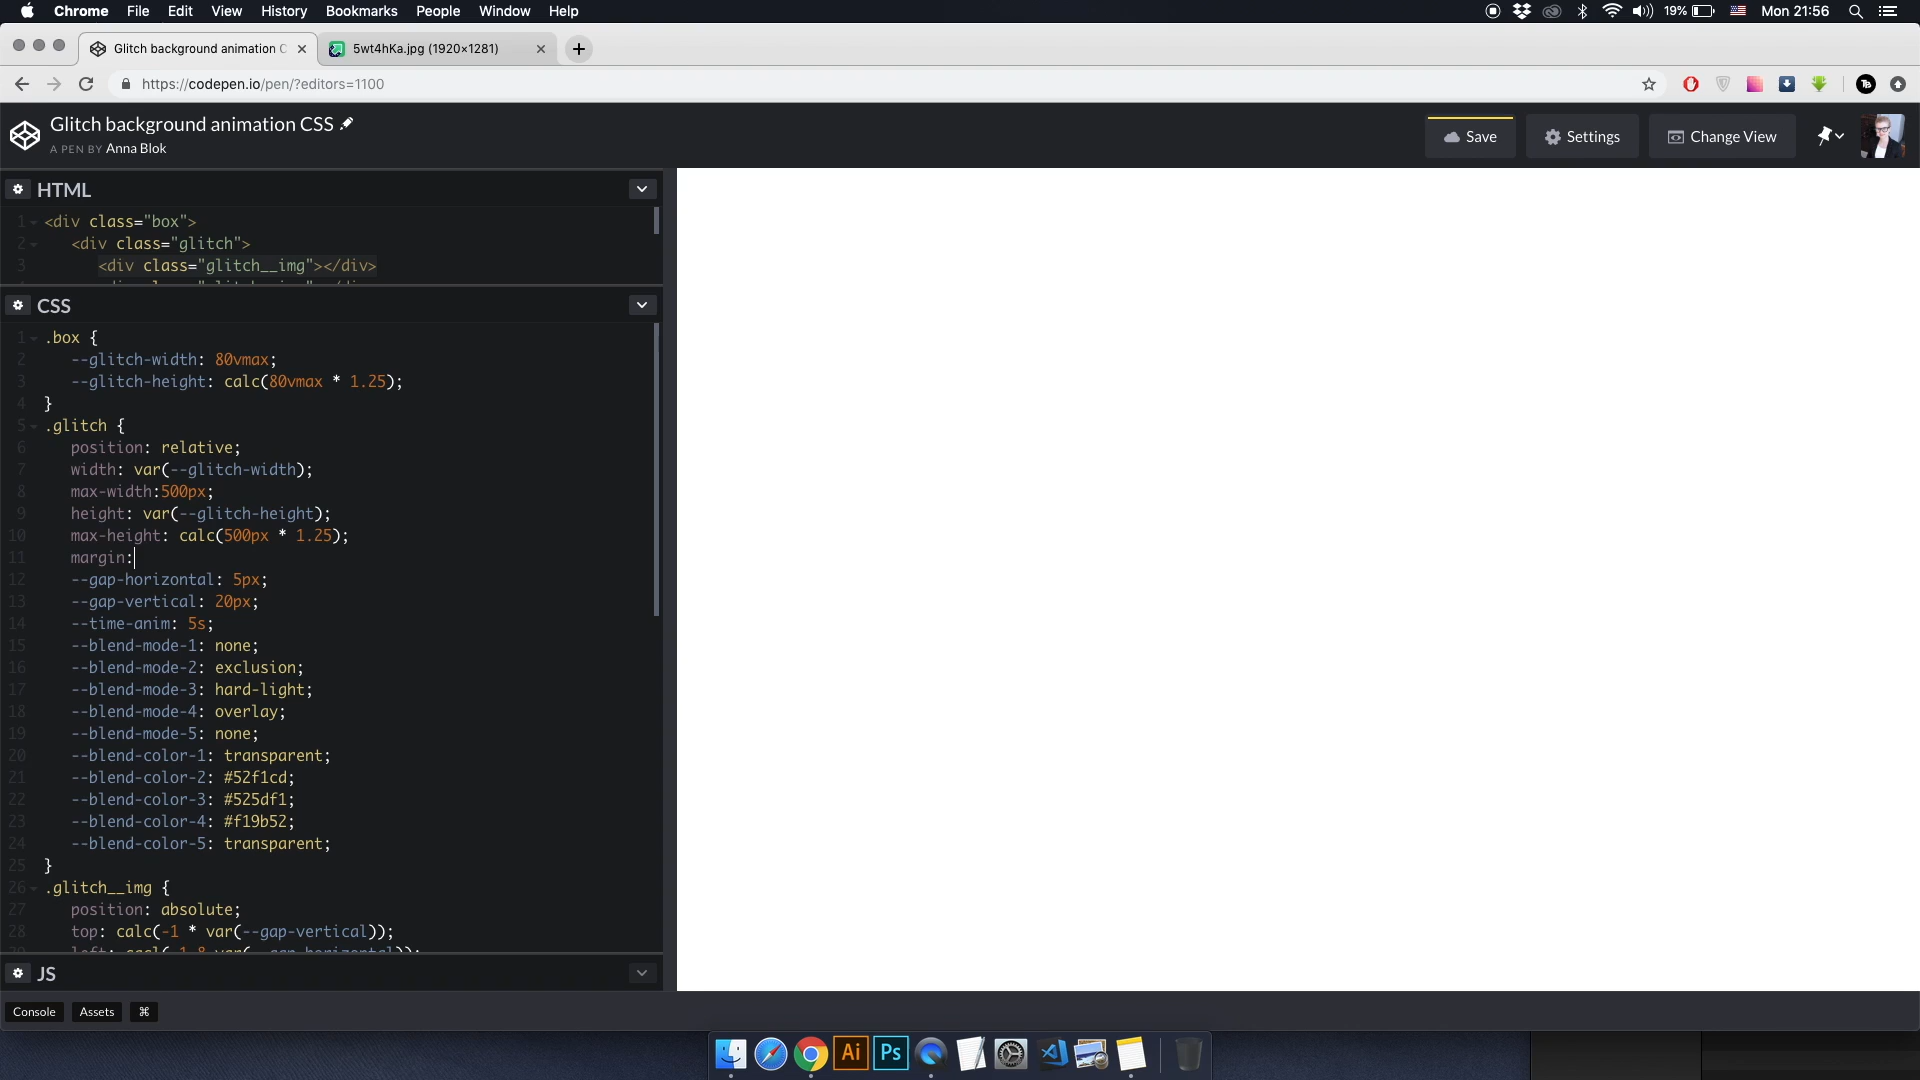 Chrome File Edit View History Bookmarks People Window Help 19% Mon 21:56
Glitch background animation C 5wt4hKa.jpg (1920×1281)
https://codepen.io/pen/?editors=1100
Glitch background animation CSS
A PEN BY Anna Blok
Save Settings Change View
HTML
1 <div class="box">
2 <div class="glitch">
3 <div class="glitch__img"></div>
CSS
1 .box {
2 --glitch-width: 80vmax;
3 --glitch-height: calc(80vmax * 1.25);
4 }
5 .glitch {
6 position: relative;
7 width: var(--glitch-width);
8 max-width:500px;
9 height: var(--glitch-height);
10 max-height: calc(500px * 1.25);
11 margin:
12 --gap-horizontal: 5px;
13 --gap-vertical: 20px;
14 --time-anim: 5s;
15 --blend-mode-1: none;
16 --blend-mode-2: exclusion;
17 --blend-mode-3: hard-light;
18 --blend-mode-4: overlay;
19 --blend-mode-5: none;
20 --blend-color-1: transparent;
21 --blend-color-2: #52f1cd;
22 --blend-color-3: #525df1;
23 --blend-color-4: #f19b52;
24 --blend-color-5: transparent;
25 }
26 .glitch__img {
27 position: absolute;
28 top: calc(-1 * var(--gap-vertical));
JS
Console Assets ⌘
Ai Ps